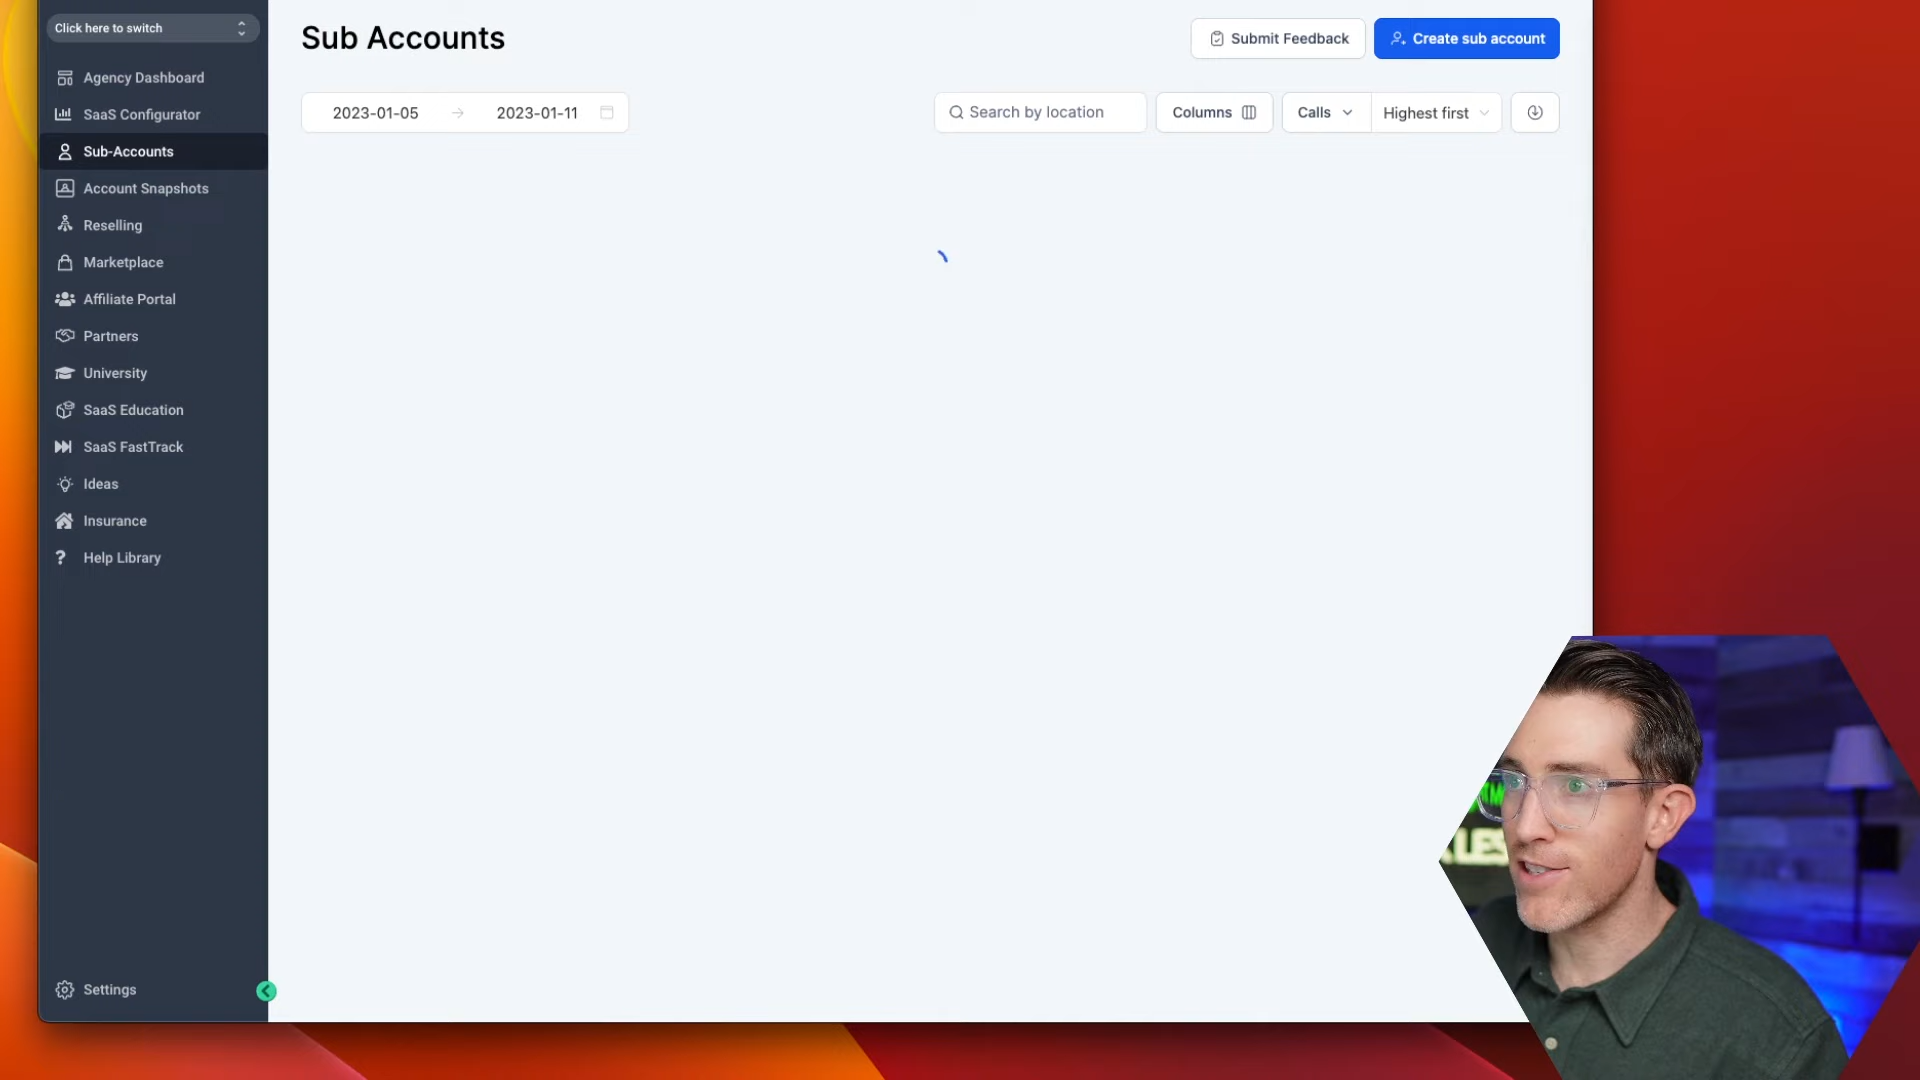 Click here to switch
Sub Accounts
Submit Feedback
Create sub account
Agency Dashboard
SaaS Configurator
Sub-Accounts
Account Snapshots
Reselling
Marketplace
Affiliate Portal
Partners
University
SaaS Education
SaaS FastTrack
Ideas
Insurance
Help Library
Settings
2023-01-05
2023-01-11
Search by location
Columns
Calls
Highest first